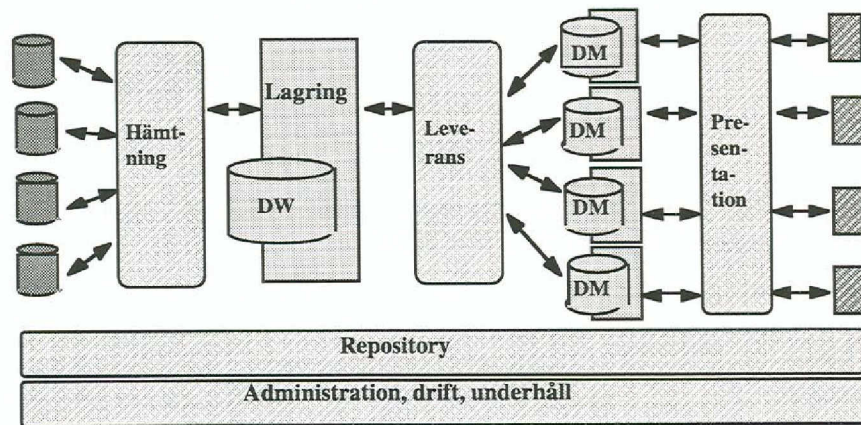 Hämt-
ning
Lagring
DW
Leve-
rans
DM
DM
DM
DM
Pre-
sen-
ta-
tion
Repository
Administration, drift, underhåll